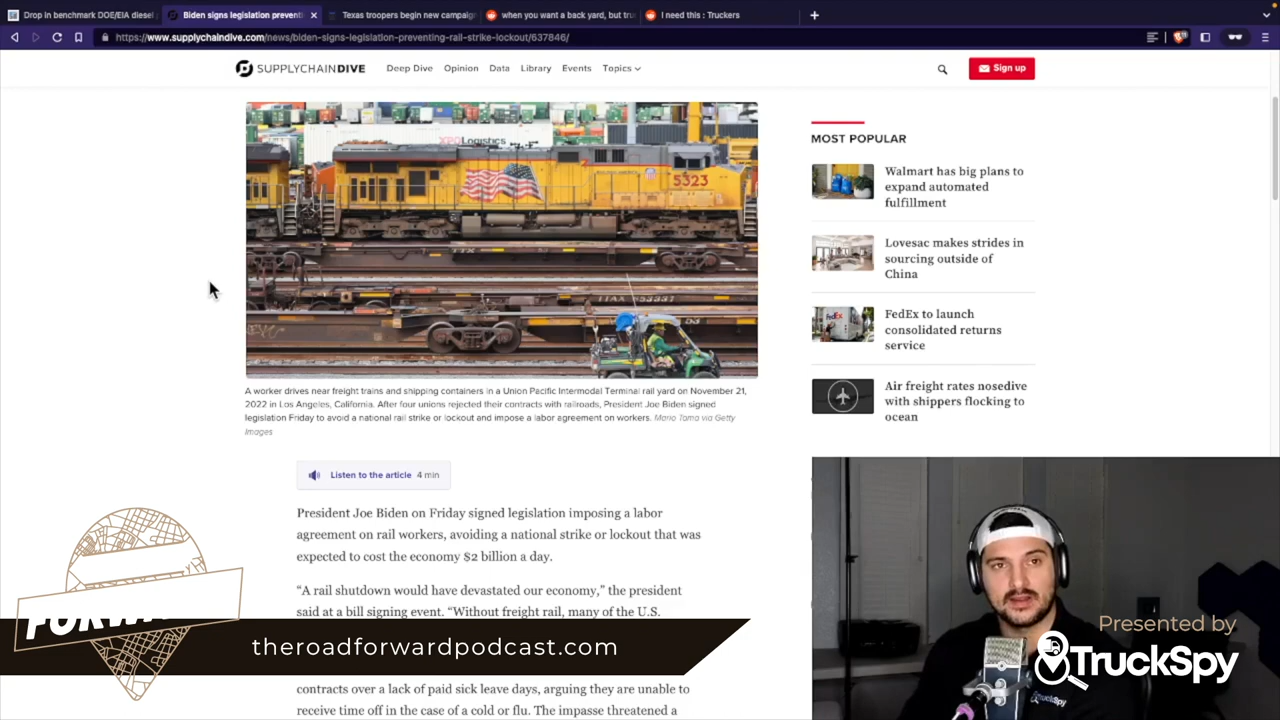 Drop in benchmark DOE/EIA diesel
Biden signs legislation preventi
Texas troopers begin new campaig
when you want a back yard, but tru
I need this : Truckers
https://www.supplychaindive.com/news/biden-signs-legislation-preventing-rail-strike-lockout/637846/
SUPPLYCHAINDIVE
Deep Dive Opinion Data Library Events Topics
Sign up
XPOLogistics
5323
TTX
TTAX 553331
A worker drives near freight trains and shipping containers in a Union Pacific Intermodal Terminal rail yard on November 21,
2022 in Los Angeles, California. After four unions rejected their contracts with railroads, President Joe Biden signed
legislation Friday to avoid a national rail strike or lockout and impose a labor agreement on workers. Mario Tama via Getty
Images
Listen to the article 4 min
President Joe Biden on Friday signed legislation imposing a labor
agreement on rail workers, avoiding a national strike or lockout that was
expected to cost the economy $2 billion a day.
“A rail shutdown would have devastated our economy,” the president
said at a bill signing event. “Without freight rail, many of the U.S.
contracts over a lack of paid sick leave days, arguing they are unable to
receive time off in the case of a cold or flu. The impasse threatened a
MOST POPULAR
Walmart has big plans to
expand automated
fulfillment
Lovesac makes strides in
sourcing outside of
China
FedEx to launch
consolidated returns
service
Air freight rates nosedive
with shippers flocking to
ocean
theroadforwardpodcast.com
Presented by
TruckSpy
TruckSpy